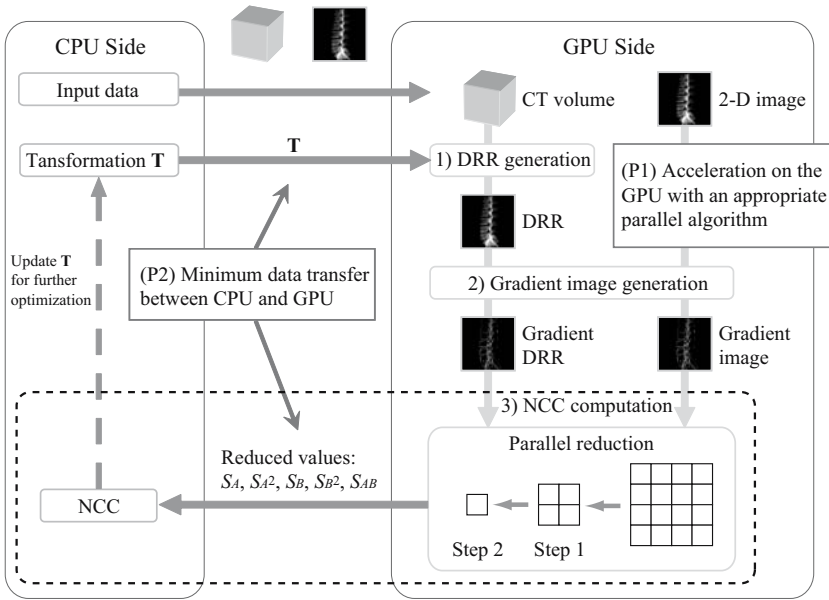 CPU Side
GPU Side
Input data
CT volume
2-D image
Tansformation T
T
1) DRR generation
(P1) Acceleration on the
GPU with an appropriate
parallel algorithm
DRR
Update T
for further
optimization
(P2) Minimum data transfer
between CPU and GPU
2) Gradient image generation
Gradient
DRR
Gradient
image
3) NCC computation
Parallel reduction
Reduced values:
SA, SA2, SB, SB2, SAB
NCC
Step 2
Step 1